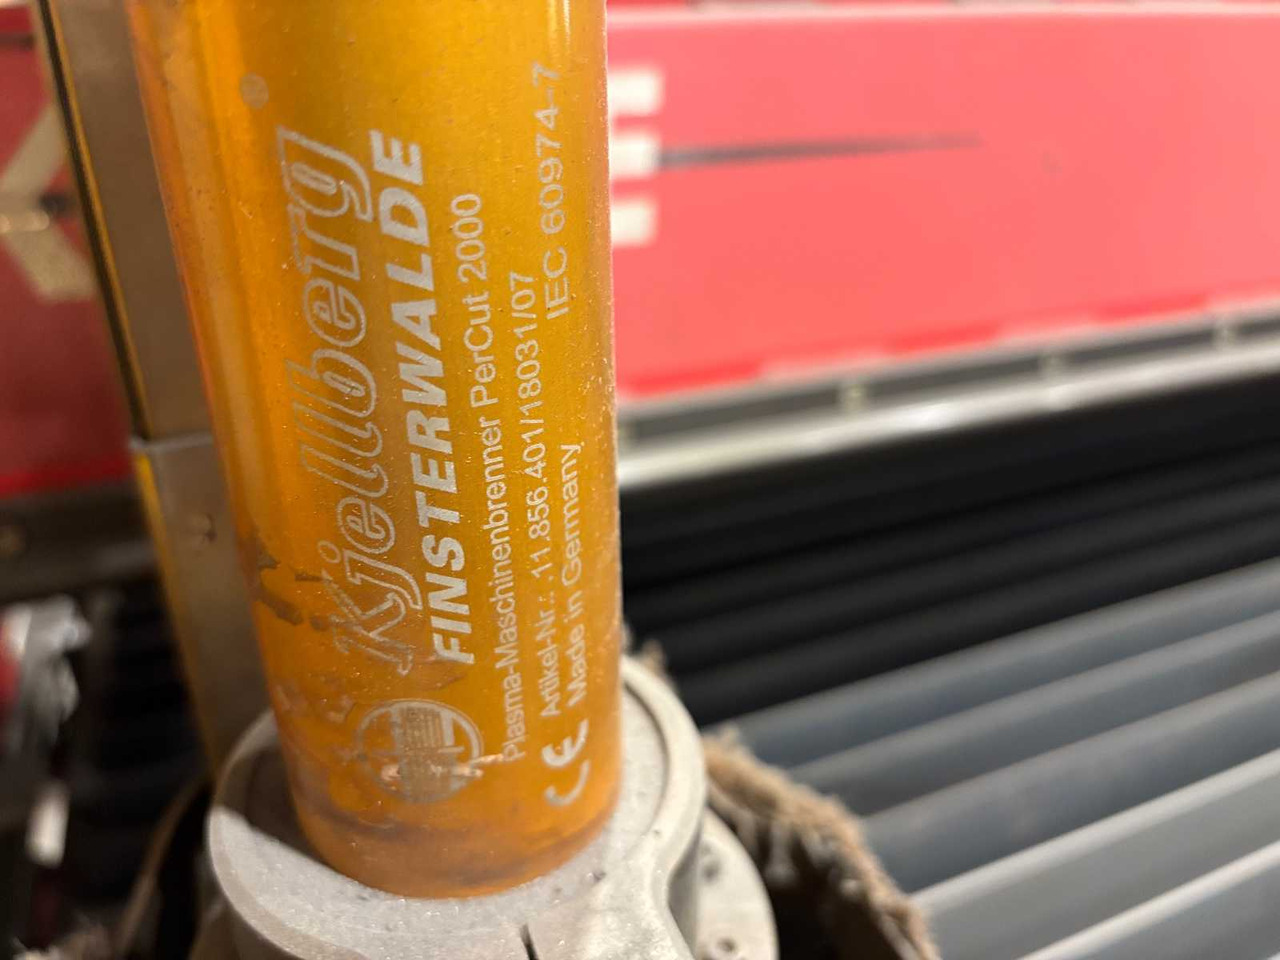 Kjellberg®
FINSTERWALDE
Plasma-Maschinenbrenner PerCut 2000
Artikel-Nr.: .11.856.401/18031/07
CE Made in Germany IEC 60974-7